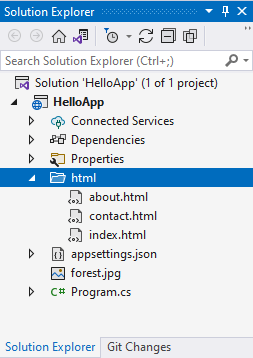 Solution Explorer
Search Solution Explorer (Ctrl+;)
Solution 'HelloApp' (1 of 1 project)
HelloApp
Connected Services
Dependencies
Properties
html
about.html
contact.html
index.html
appsettings.json
forest.jpg
C# Program.cs
Solution Explorer Git Changes